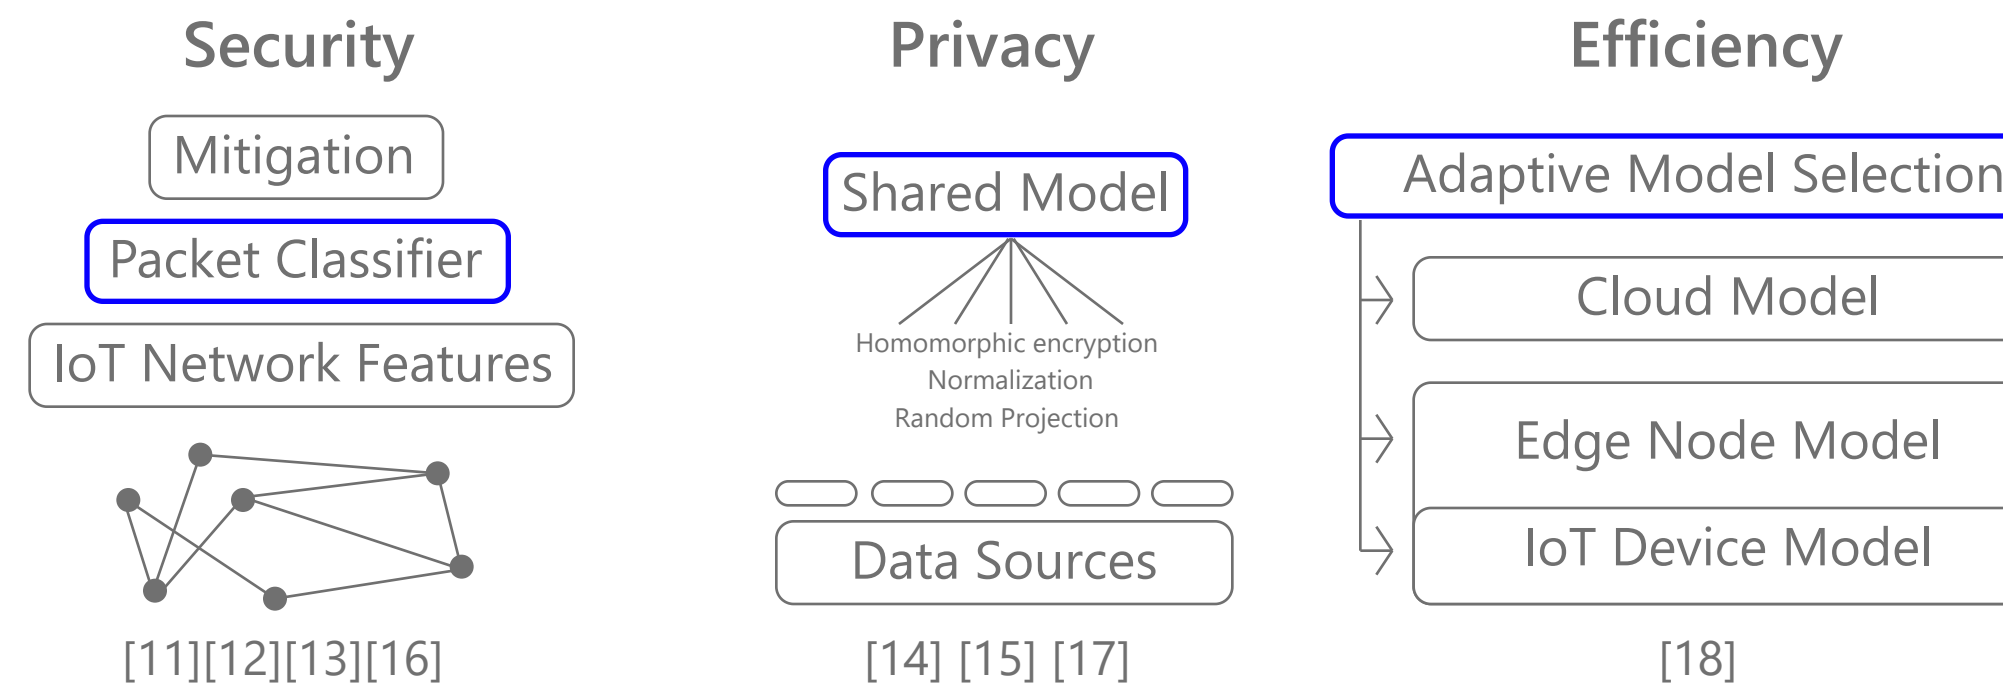 Security
Mitigation
Packet Classifier
IoT Network Features
[11][12][13][16]
Privacy
Shared Model
Homomorphic encryption
Normalization
Random Projection
Data Sources
[14] [15] [17]
Efficiency
Adaptive Model Selection
Cloud Model
Edge Node Model
IoT Device Model
[18]